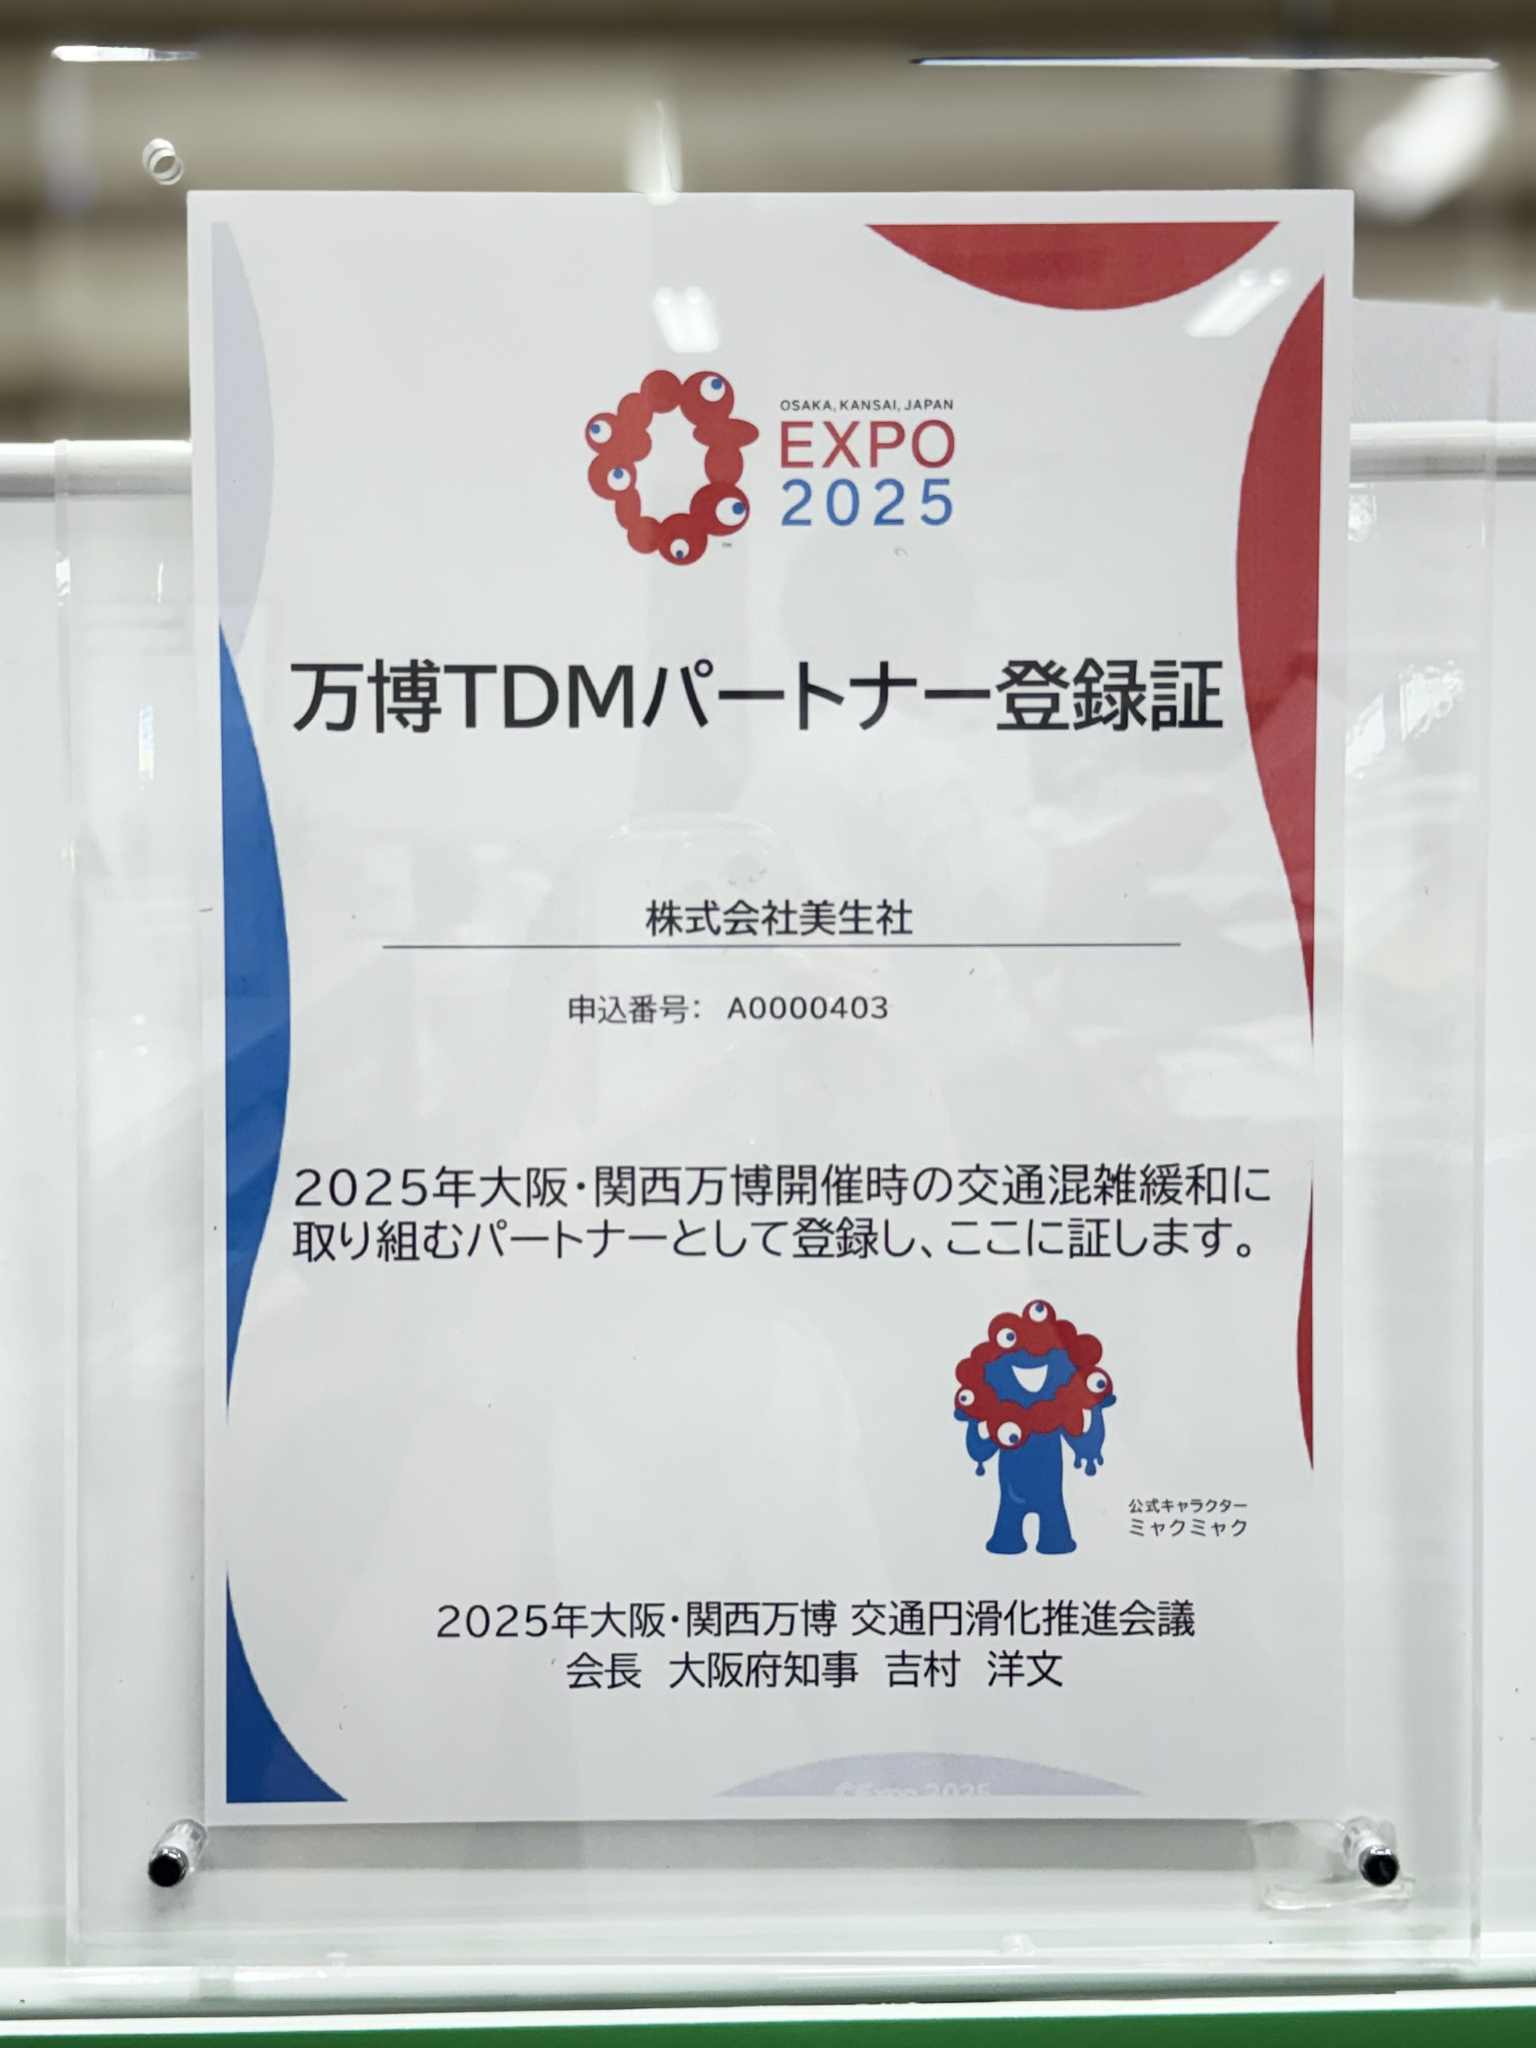 OSAKA, KANSAI, JAPAN
EXPO
2025
™
万博TDMパートナー登録証
株式会社美生社
申込番号： A0000403
2025年大阪・関西万博開催時の交通混雑緩和に
取り組むパートナーとして登録し、ここに証します。
公式キャラクター
ミャクミャク
2025年大阪・関西万博 交通円滑化推進会議
会長　大阪府知事　吉村　洋文
©Expo 2025